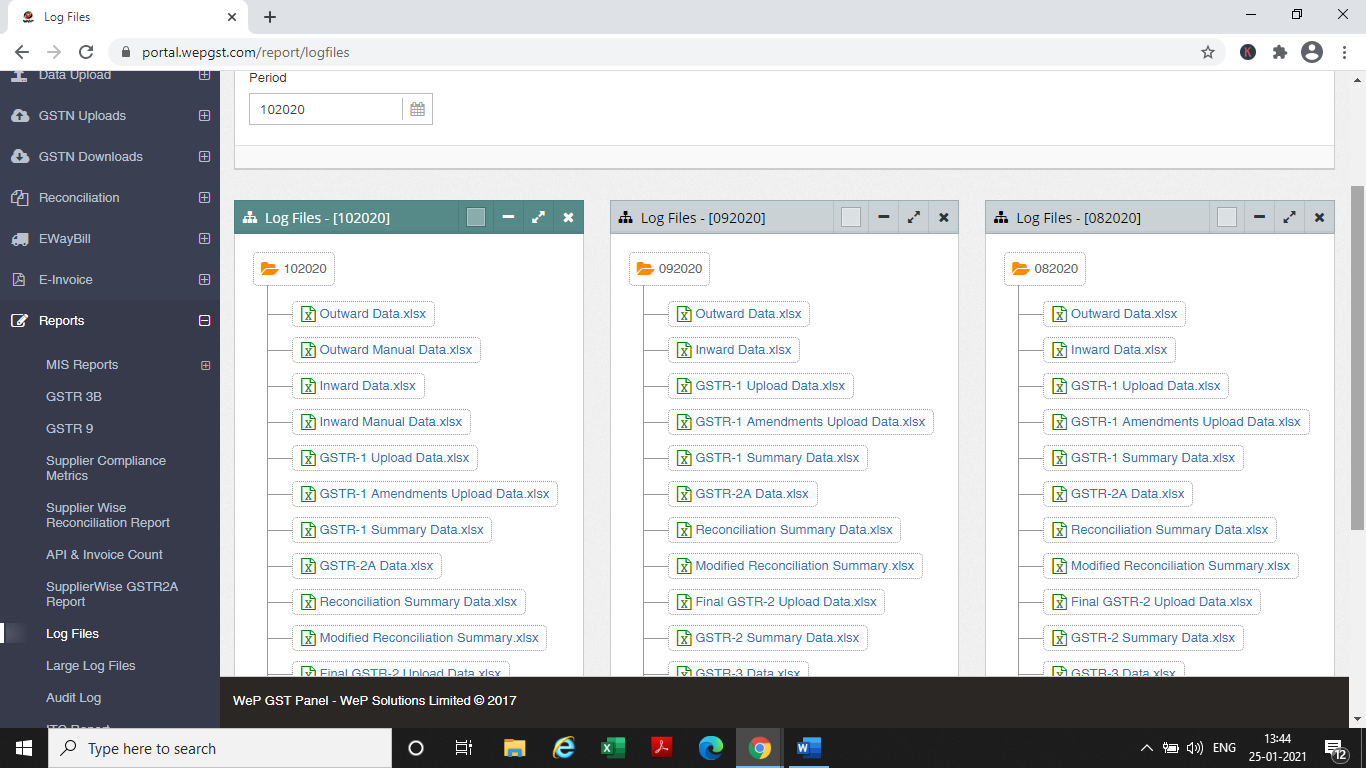 Log Files
portal.wepgst.com/report/logfiles
K
Data Upload
GSTN Uploads
GSTN Downloads
Reconciliation
EWayBill
E-Invoice
Reports
MIS Reports
GSTR 3B
GSTR 9
Supplier Compliance
Metrics
Supplier Wise
Reconciliation Report
API & Invoice Count
SupplierWise GSTR2A
Report
Log Files
Large Log Files
Audit Log
ITC Report
Period
102020
Log Files - [102020]
102020
Outward Data.xlsx
Outward Manual Data.xlsx
Inward Data.xlsx
Inward Manual Data.xlsx
GSTR-1 Upload Data.xlsx
GSTR-1 Amendments Upload Data.xlsx
GSTR-1 Summary Data.xlsx
GSTR-2A Data.xlsx
Reconciliation Summary Data.xlsx
Modified Reconciliation Summary.xlsx
Final GSTR-2 Upload Data.xlsx
Log Files - [092020]
092020
Outward Data.xlsx
Inward Data.xlsx
GSTR-1 Upload Data.xlsx
GSTR-1 Amendments Upload Data.xlsx
GSTR-1 Summary Data.xlsx
GSTR-2A Data.xlsx
Reconciliation Summary Data.xlsx
Modified Reconciliation Summary.xlsx
Final GSTR-2 Upload Data.xlsx
GSTR-2 Summary Data.xlsx
GSTR-3 Data.xlsx
Log Files - [082020]
082020
Outward Data.xlsx
Inward Data.xlsx
GSTR-1 Upload Data.xlsx
GSTR-1 Amendments Upload Data.xlsx
GSTR-1 Summary Data.xlsx
GSTR-2A Data.xlsx
Reconciliation Summary Data.xlsx
Modified Reconciliation Summary.xlsx
Final GSTR-2 Upload Data.xlsx
GSTR-2 Summary Data.xlsx
GSTR-3 Data.xlsx
WeP GST Panel - WeP Solutions Limited © 2017
Type here to search
ENG
13:44
25-01-2021
12